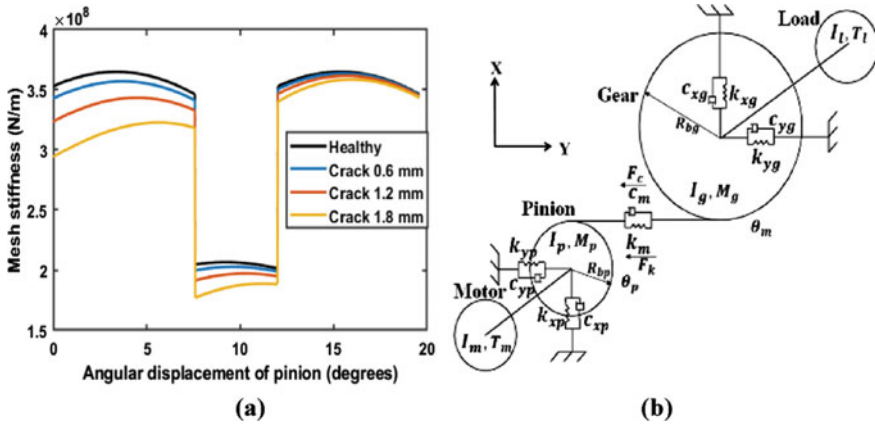 (a)
×10⁸
4
3.5
3
2.5
2
1.5
0
5
10
15
20
Mesh stiffness (N/m)
Angular displacement of pinion (degrees)
Healthy
Crack 0.6 mm
Crack 1.2 mm
Crack 1.8 mm
(a)
X
Y
Load
I_l, T_l
Gear
c_xg
k_xg
R_bg
c_yg
k_yg
I_g, M_g
F_c
c_m
θ_m
Pinion
k_m
F_k
I_p, M_p
k_yp
c_yp
R_bp
θ_p
Motor
k_xp
c_xp
I_m, T_m
(b)